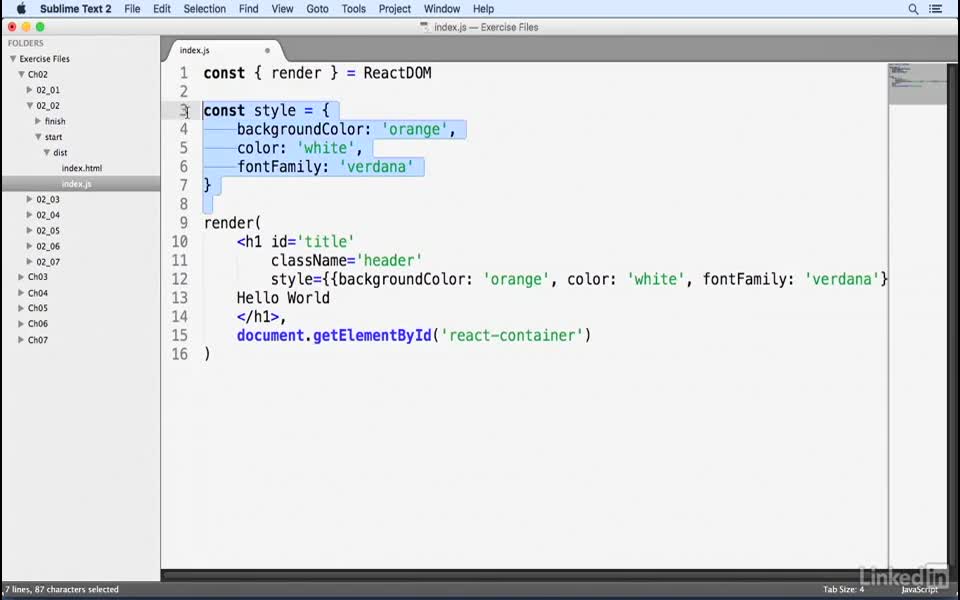 Sublime Text 2 File Edit Selection Find View Goto Tools Project Window Help
index.js — Exercise Files
FOLDERS
Exercise Files
Ch02
02_01
02_02
finish
start
dist
index.html
index.js
02_03
02_04
02_05
02_06
02_07
Ch03
Ch04
Ch05
Ch06
Ch07
index.js
1 const { render } = ReactDOM
2
3 const style = {
4 backgroundColor: 'orange',
5 color: 'white',
6 fontFamily: 'verdana'
7 }
8
9 render(
10 <h1 id='title'
11 className='header'
12 style={{backgroundColor: 'orange', color: 'white', fontFamily: 'verdana'}
13 Hello World
14 </h1>,
15 document.getElementById('react-container')
16 )
LinkedIn
7 lines, 87 characters selected
Tab Size: 4
JavaScript